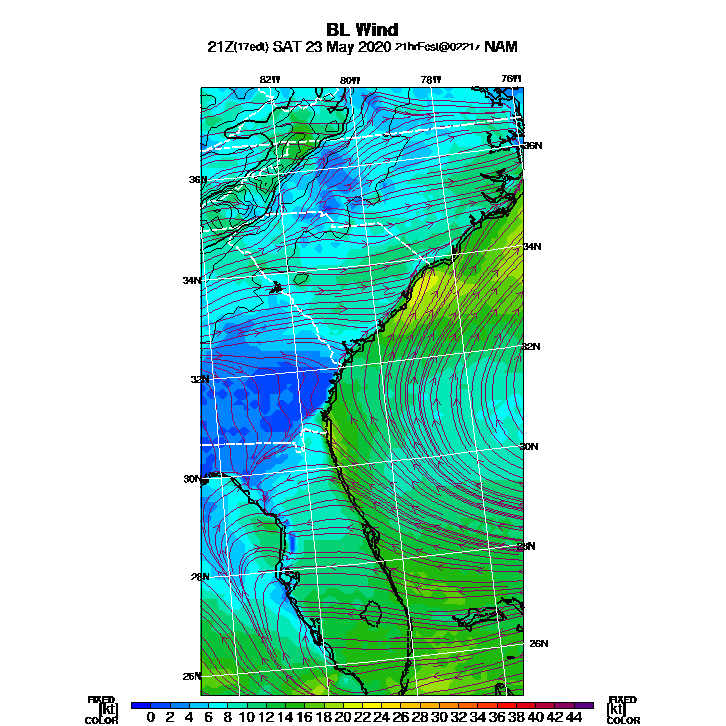 BL Wind
21Z(17edt) SAT 23 May 2020 21hrFcst@0221z NAM
82W 80W 78W 76W
36N
36N
34N
34N
32N
32N
30N
30N
28N
28N
26N
26N
FIXED FIXED
[kt] 0 2 4 6 8 10 12 14 16 18 20 22 24 26 28 30 32 34 36 38 40 42 44 [kt]
COLOR COLOR